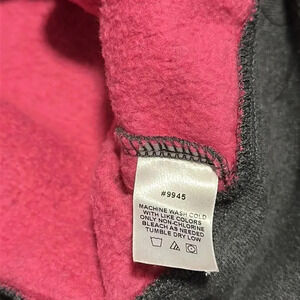 #9945
MACHINE WASH COLD
WITH LIKE COLORS
ONLY NON-CHLORINE
BLEACH AS NEEDED
TUMBLE DRY LOW